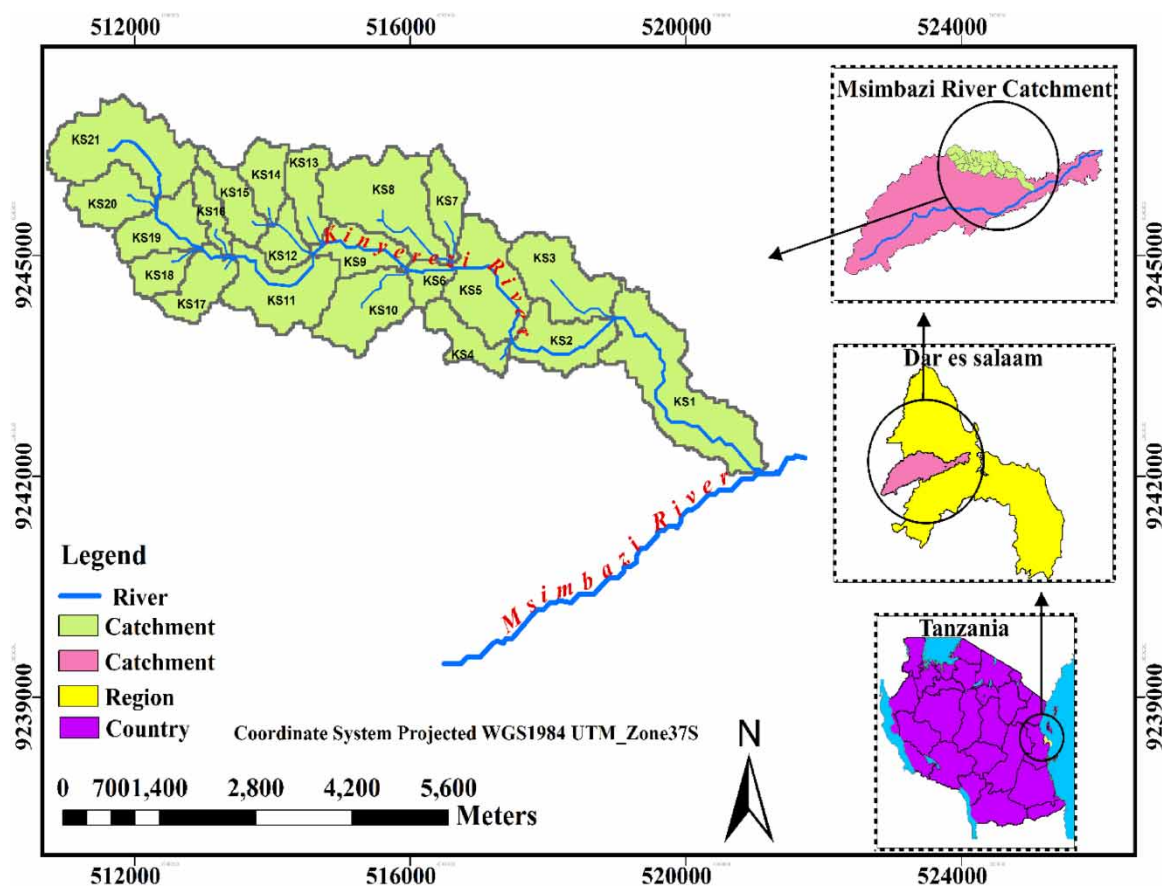 512000 516000 520000 524000
Msimbazi River Catchment
KS21
KS13
KS14
KS8
KS15
KS7
KS20
KS16
KS19
KS12
KS9
KS3
KS18
KS6
KS5
KS17
KS11
KS10
KS2
KS4
KS1
Kinyerezi River
9245000
9245000
Dar es salaam
9242000
9242000
Msimbazi River
Legend
River
Catchment
Catchment
Region
Country
Tanzania
9239000
9239000
Coordinate System Projected WGS1984 UTM_Zone37S
N
0 700 1,400 2,800 4,200 5,600
Meters
512000 516000 520000 524000